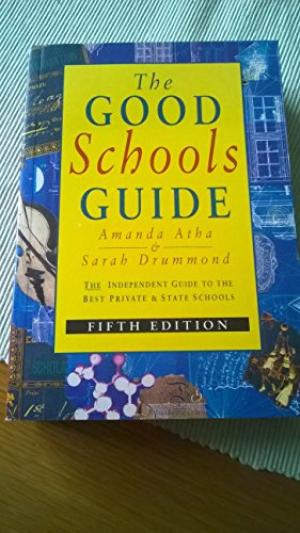 The
GOOD
Schools
GUIDE
Amanda Atha
&
Sarah Drummond
THE INDEPENDENT GUIDE TO THE
BEST PRIVATE & STATE SCHOOLS
FIFTH EDITION
SCHOOL